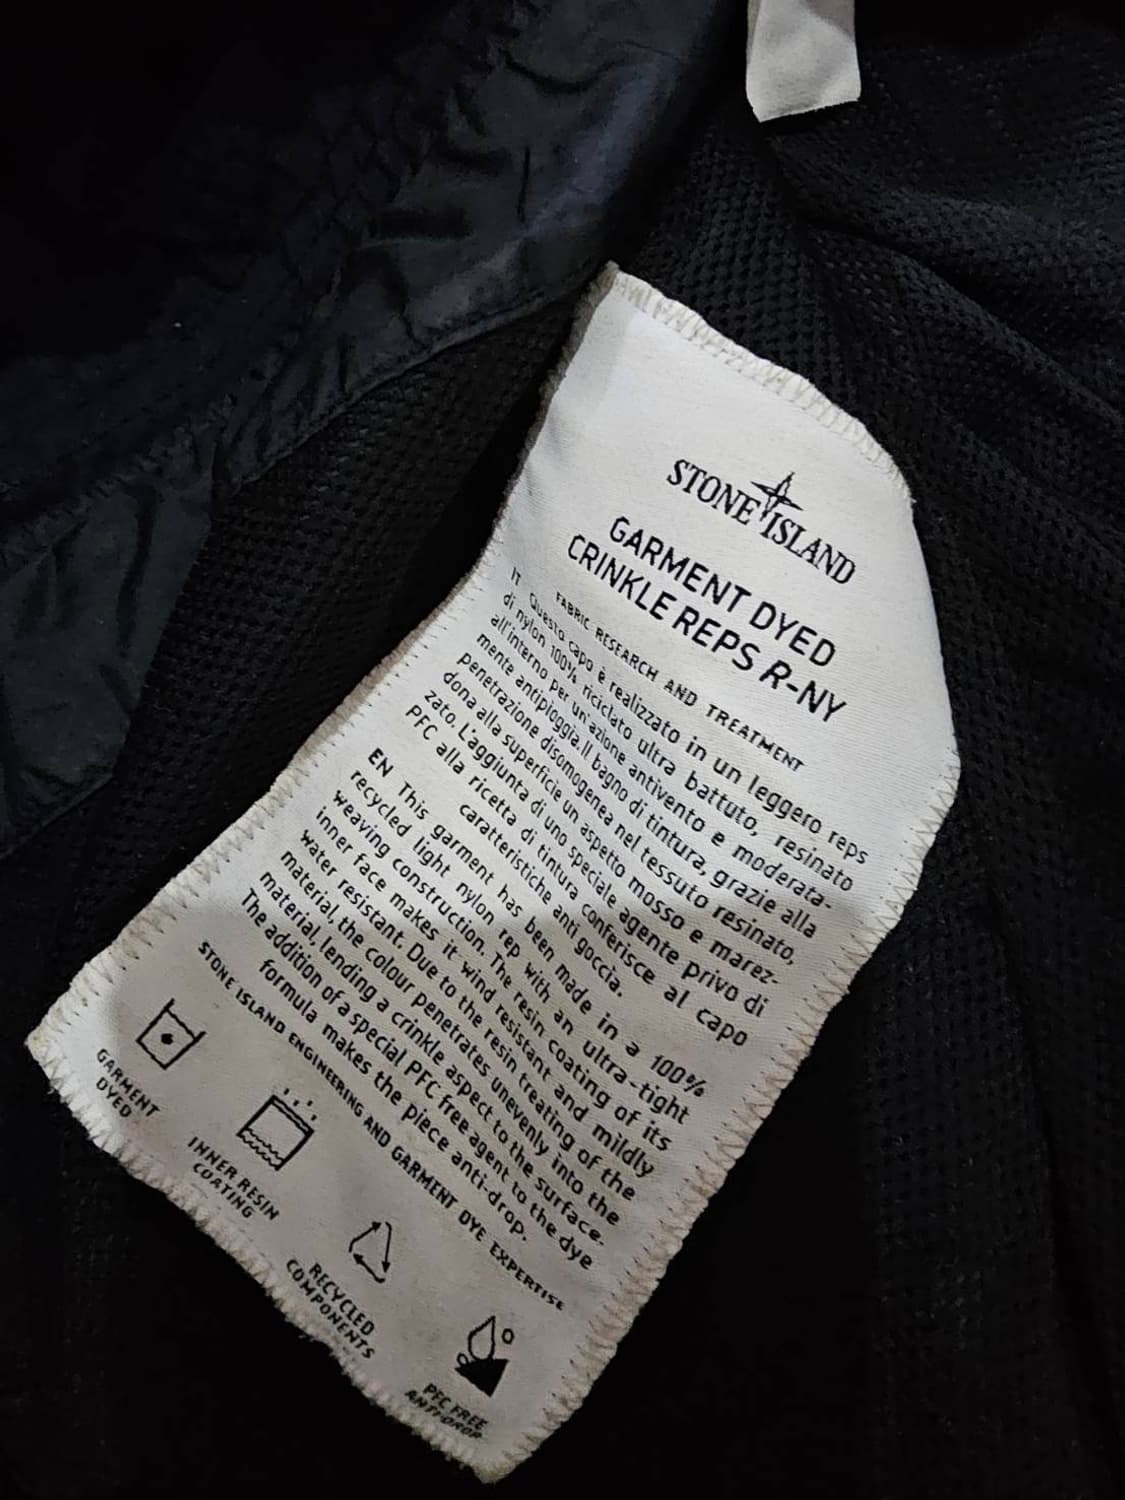 STONE ISLAND
GARMENT DYED
CRINKLE REPS R-NY
FABRIC RESEARCH AND TREATMENT
IT Questo capo è realizzato in un leggero reps
di nylon 100% riciclato ultra battuto, resinato
all'interno per un'azione antivento e moderata-
mente antipioggia. Il bagno di tintura, grazie alla
penetrazione disomogenea nel tessuto resinato,
dona alla superficie un aspetto mosso e marez-
zato. L'aggiunta di uno speciale agente privo di
PFC alla ricetta di tintura conferisce al capo
caratteristiche anti goccia.
EN This garment has been made in a 100%
recycled light nylon rep with an ultra-tight
weaving construction. The resin coating of its
inner face makes it wind resistant and mildly
water resistant. Due to the resin treating of the
material, the colour penetrates unevenly into the
material, lending a crinkle aspect to the surface.
The addition of a special PFC free agent to the dye
formula makes the piece anti-drop.
STONE ISLAND ENGINEERING AND GARMENT DYE EXPERTISE
GARMENT
DYED
INNER RESIN
COATING
RECYCLED
COMPONENTS
PFC FREE
ANTI-DROP